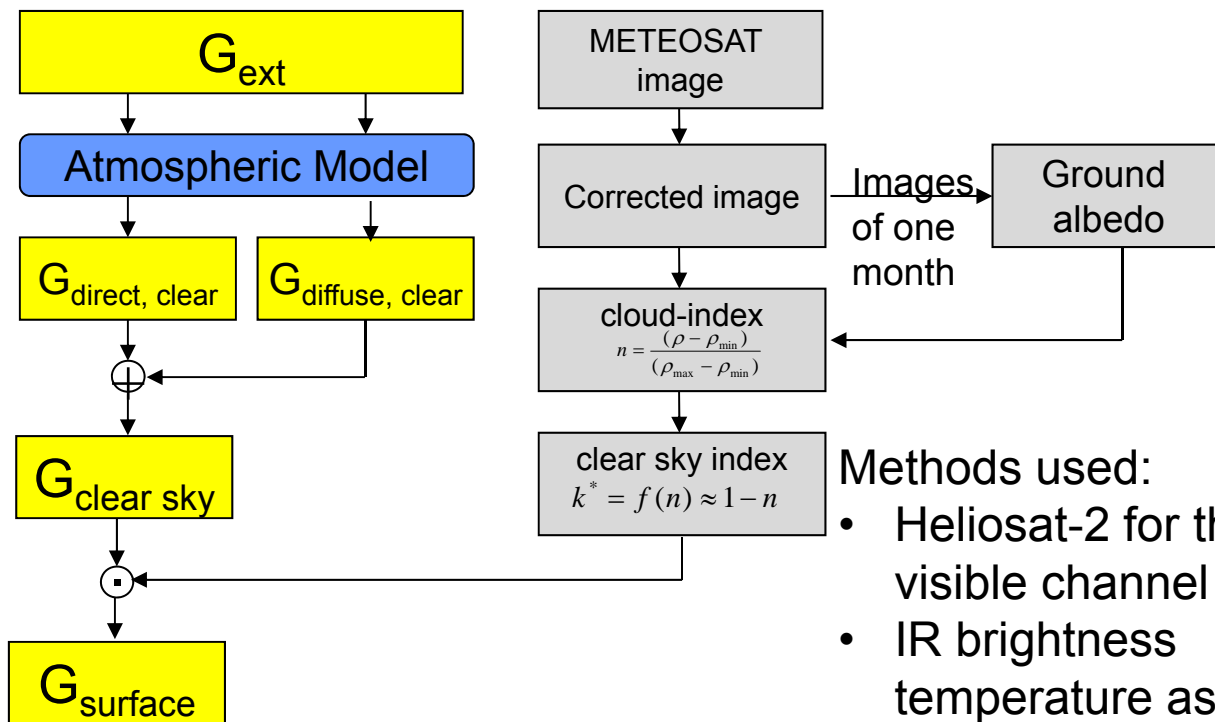 G_ext
Atmospheric Model
G_direct, clear
G_diffuse, clear
G_clear sky
G_surface
METEOSAT
image
Corrected image
Images
of one
month
Ground
albedo
cloud-index
n = (ρ − ρ_min) / (ρ_max − ρ_min)
clear sky index
k* = f(n) ≈ 1 − n
Methods used:
• Heliosat-2 for th
visible channel
• IR brightness
temperature as